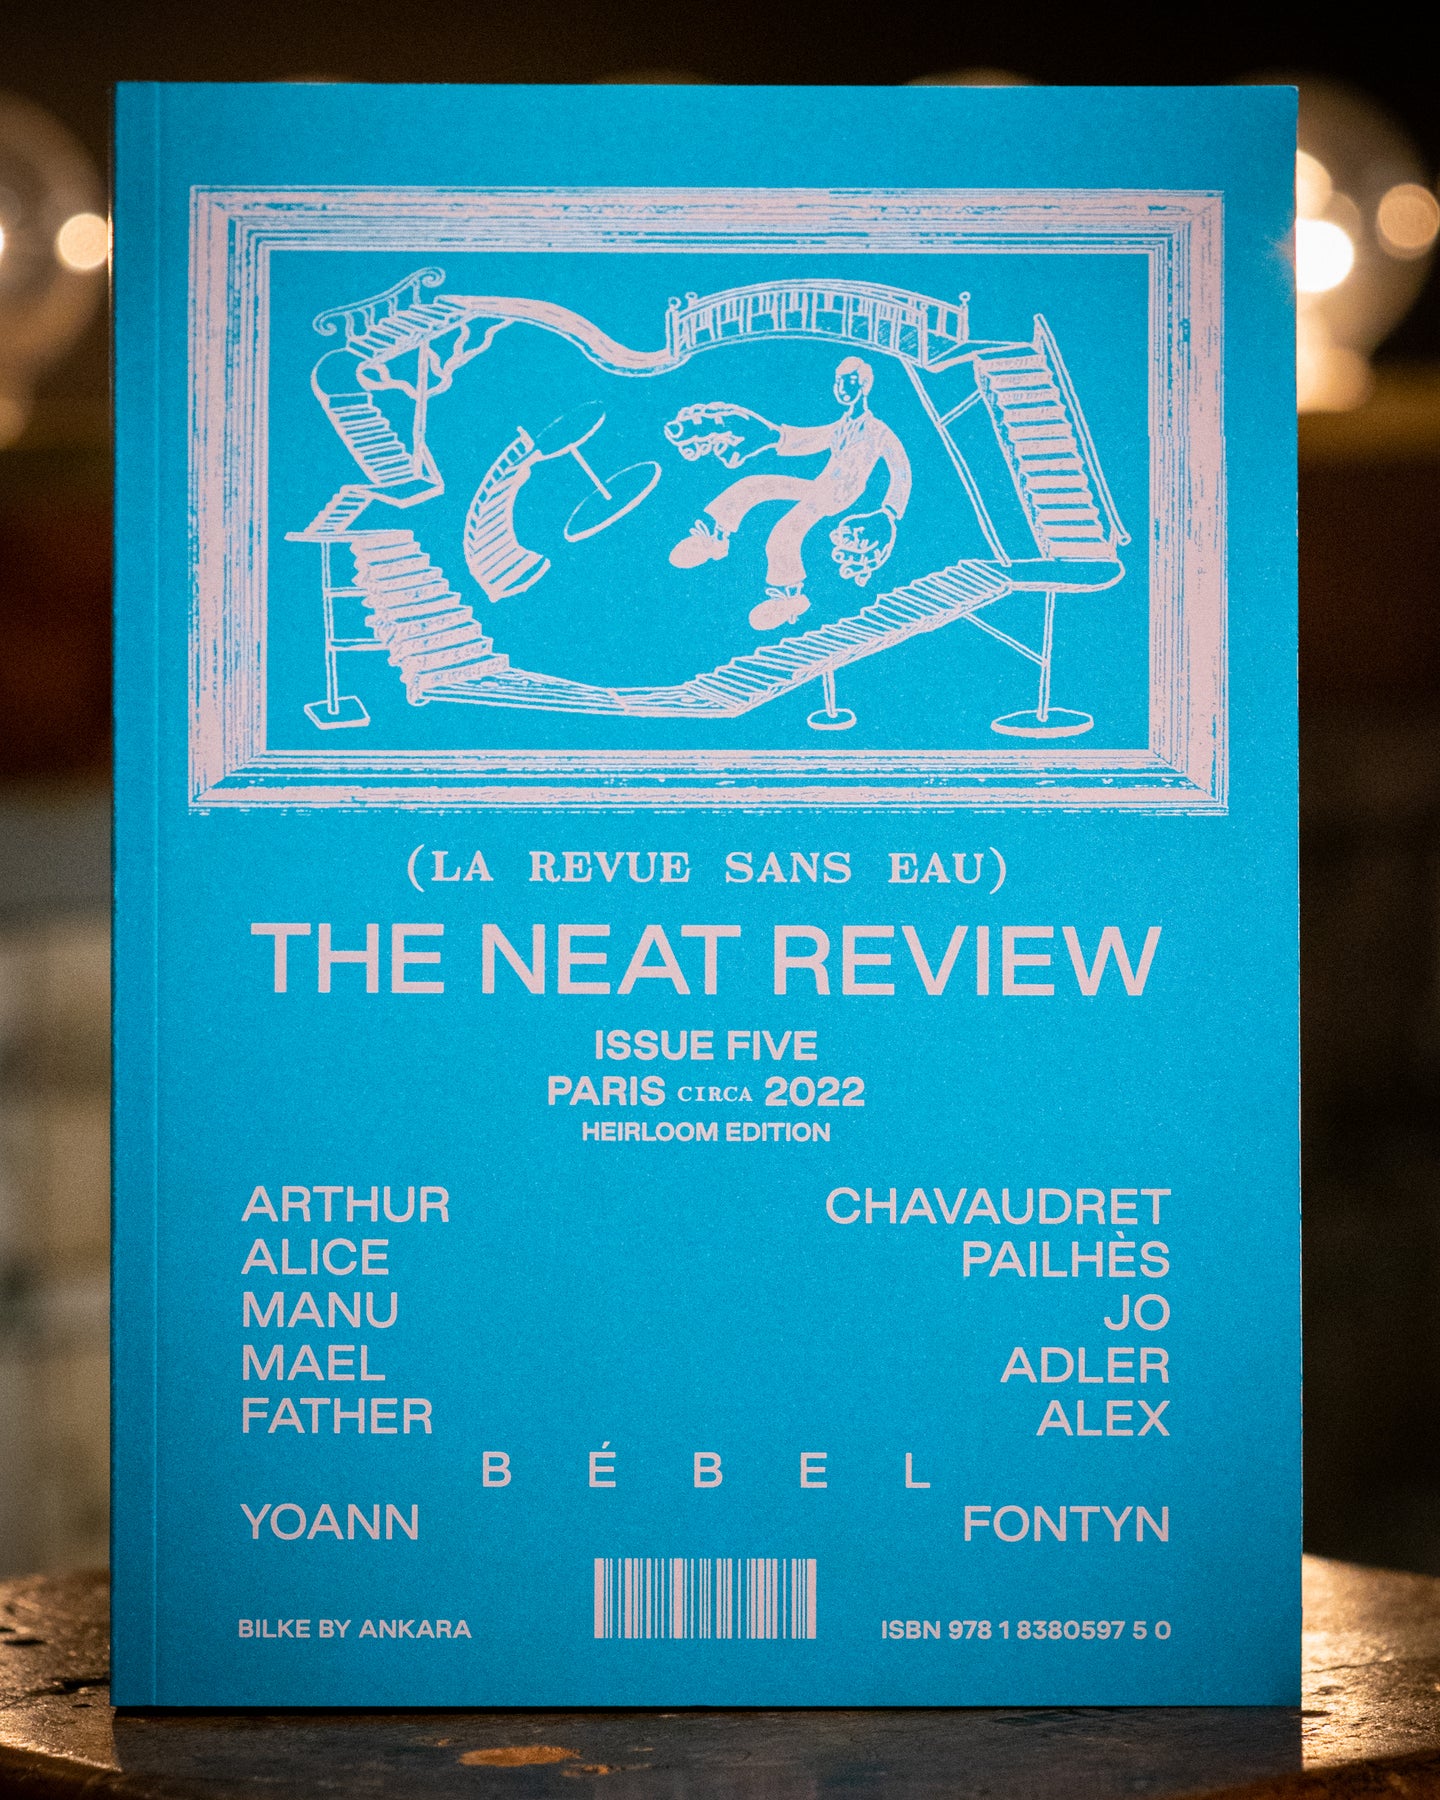 (LA REVUE SANS EAU)
THE NEAT REVIEW
ISSUE FIVE
PARIS CIRCA 2022
HEIRLOOM EDITION
ARTHUR CHAVAUDRET
ALICE PAILHÈS
MANU JO
MAEL ADLER
FATHER ALEX
B É B E L
YOANN FONTYN
BILKE BY ANKARA ISBN 978 1 8380597 5 0